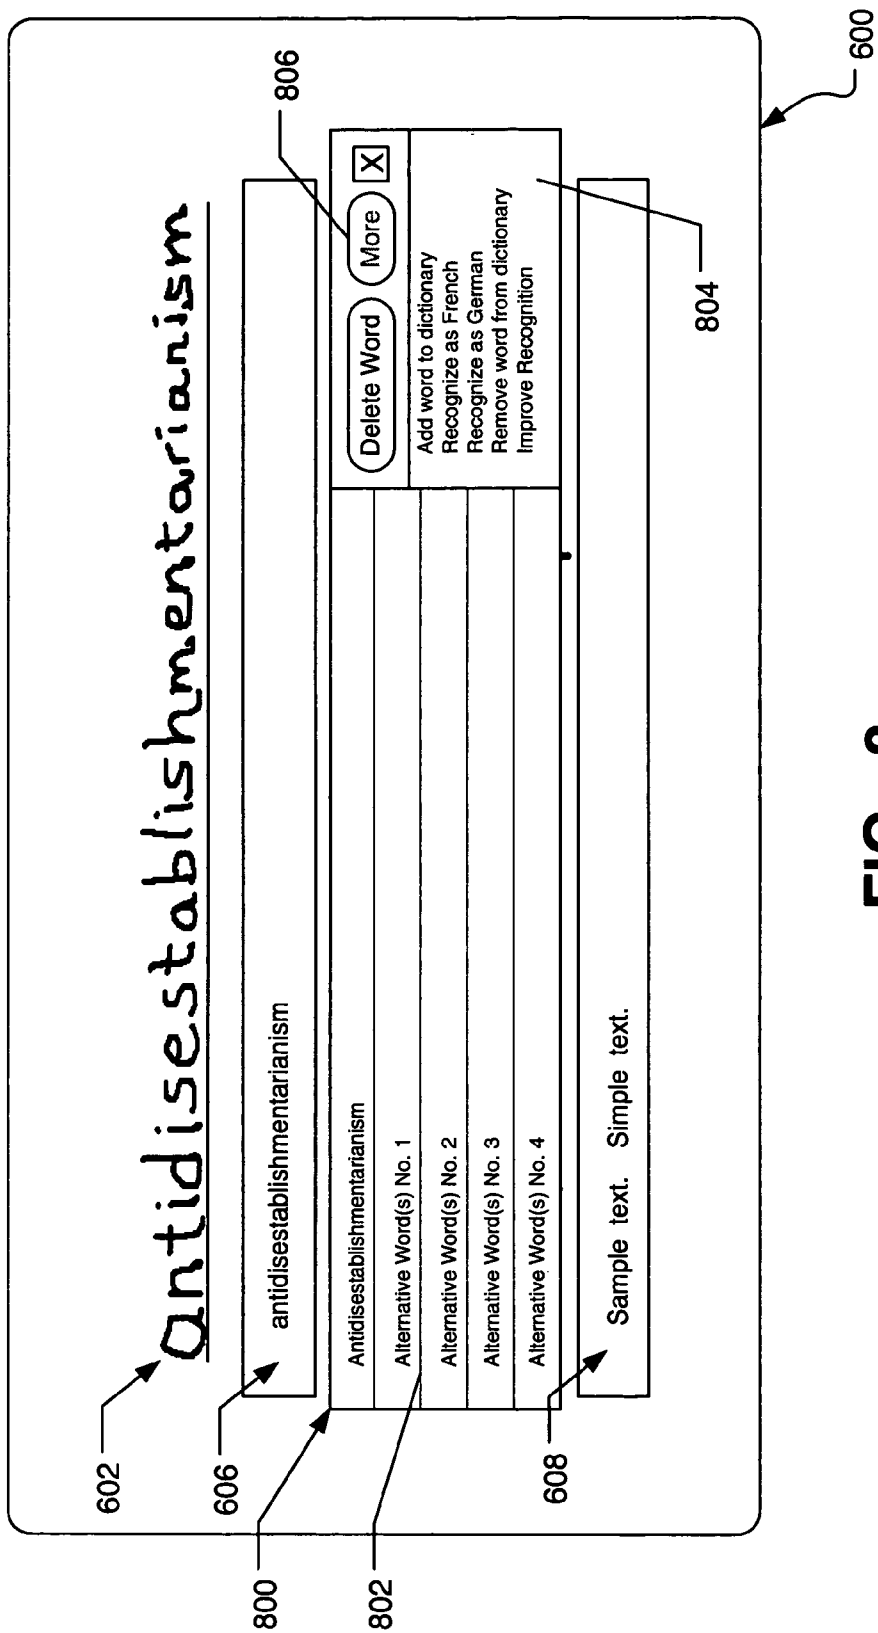 602
antidisestablishmentarianism
606
antidisestablishmentarianism
806
800
802
Antidisestablishmentarianism
Alternative Word(s) No. 1
Alternative Word(s) No. 2
Alternative Word(s) No. 3
Alternative Word(s) No. 4
Delete Word More X
Add word to dictionary
Recognize as French
Recognize as German
Remove word from dictionary
Improve Recognition
804
608
Sample text. Simple text.
600
FIG